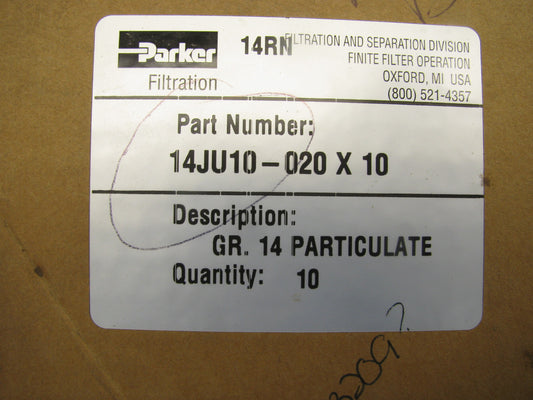 Parker
Filtration
14RN
FILTRATION AND SEPARATION DIVISION
FINITE FILTER OPERATION
OXFORD, MI USA
(800) 521-4357
Part Number:
14JU10-020 X 10
Description:
GR. 14 PARTICULATE
Quantity: 10